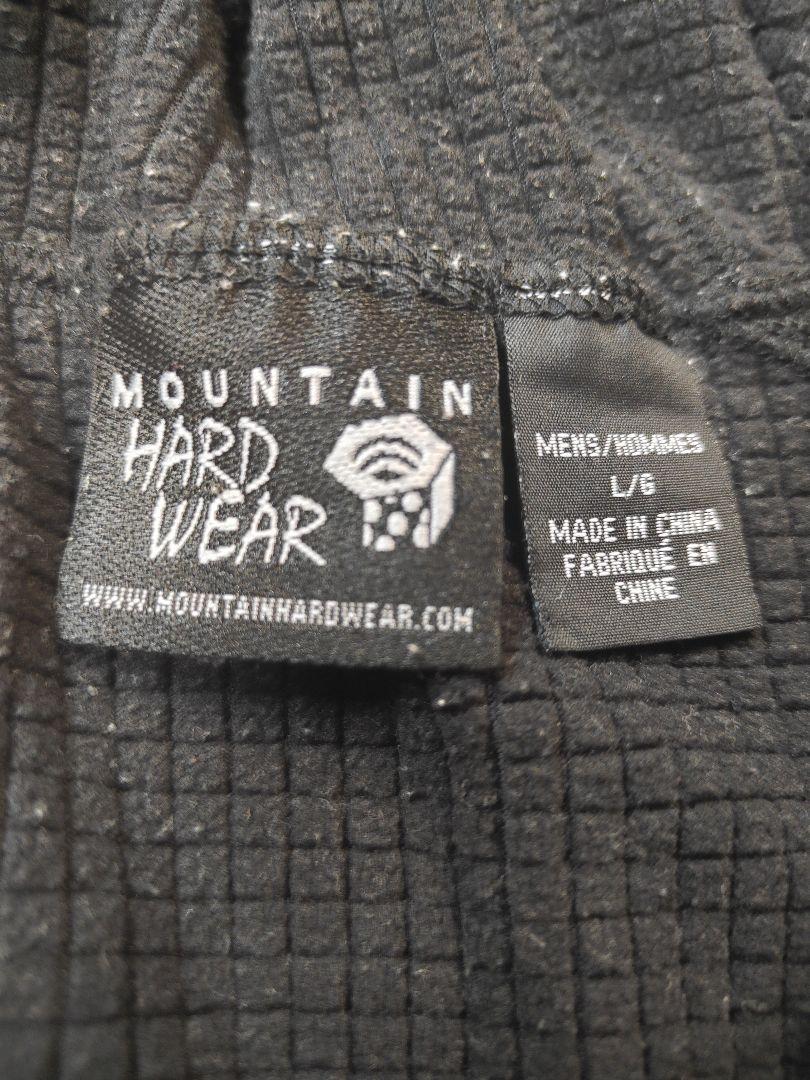 MOUNTAIN
HARD
WEAR
WWW.MOUNTAINHARDWEAR.COM
MENS/HOMMES
L/G
MADE IN CHINA
FABRIQUÉ EN
CHINE